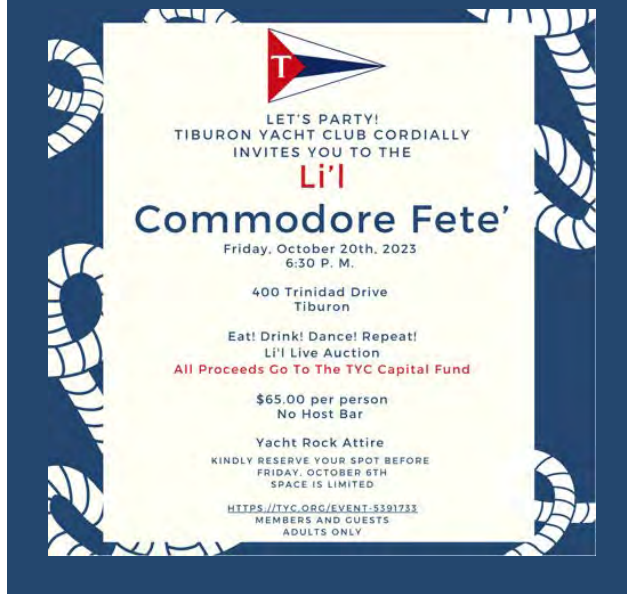 T
LET'S PARTY!
TIBURON YACHT CLUB CORDIALLY
INVITES YOU TO THE
Li'l
Commodore Fete'
Friday, October 20th, 2023
6:30 P. M.
400 Trinidad Drive
Tiburon
Eat! Drink! Dance! Repeat!
Li'l Live Auction
All Proceeds Go To The TYC Capital Fund
$65.00 per person
No Host Bar
Yacht Rock Attire
KINDLY RESERVE YOUR SPOT BEFORE
FRIDAY, OCTOBER 6TH
SPACE IS LIMITED
HTTPS://TYC.ORG/EVENT-5391733
MEMBERS AND GUESTS
ADULTS ONLY